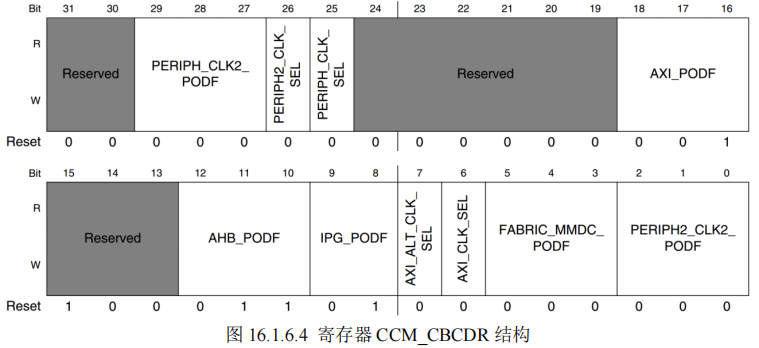 Bit 31 30 29 28 27 26 25 24 23 22 21 20 19 18 17 16
R
W
Reserved
PERIPH_CLK2_
PODF
PERIPH2_CLK_
SEL
PERIPH_CLK_
SEL
Reserved
AXI_PODF
Reset 0 0 0 0 0 0 0 0 0 0 0 0 0 0 0 1
Bit 15 14 13 12 11 10 9 8 7 6 5 4 3 2 1 0
R
W
Reserved
AHB_PODF
IPG_PODF
AXI_ALT_CLK_
SEL
AXI_CLK_SEL
FABRIC_MMDC_
PODF
PERIPH2_CLK2_
PODF
Reset 1 0 0 0 1 1 0 1 0 0 0 0 0 0 0 0
图 16.1.6.4 寄存器 CCM_CBCDR 结构